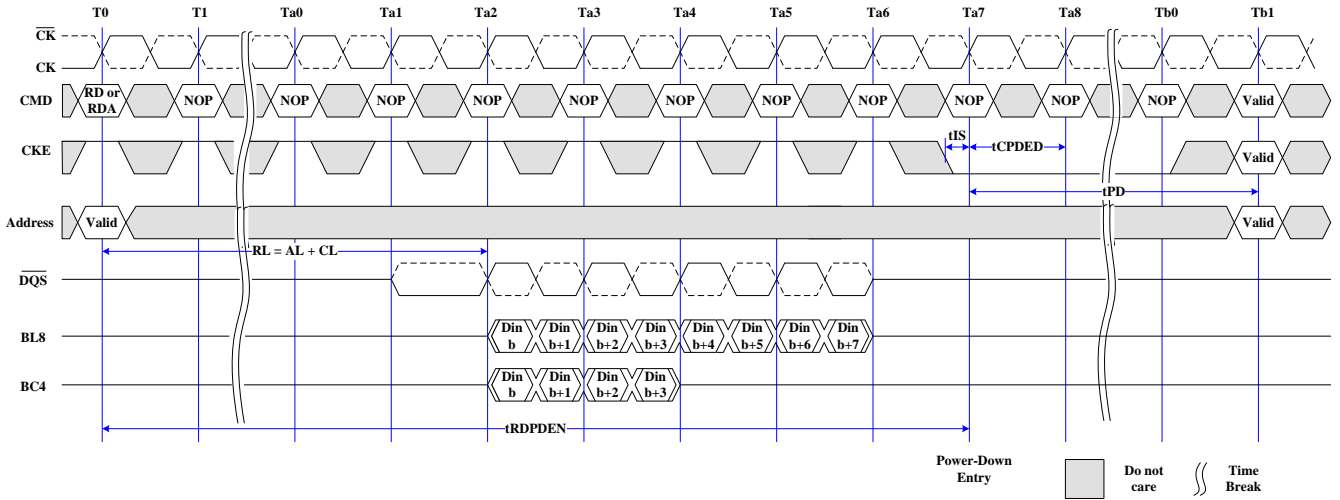 T0 T1 Ta0 Ta1 Ta2 Ta3 Ta4 Ta5 Ta6 Ta7 Ta8 Tb0 Tb1
CK
CK
CMD RD or RDA NOP NOP NOP NOP NOP NOP NOP NOP NOP NOP NOP Valid
CKE tIS tCPDED Valid
tPD
Address Valid Valid
RL = AL + CL
DQS
BL8 Din b Din b+1 Din b+2 Din b+3 Din b+4 Din b+5 Din b+6 Din b+7
BC4 Din b Din b+1 Din b+2 Din b+3
tRDPDEN
Power-Down
Entry
Do not
care
Time
Break